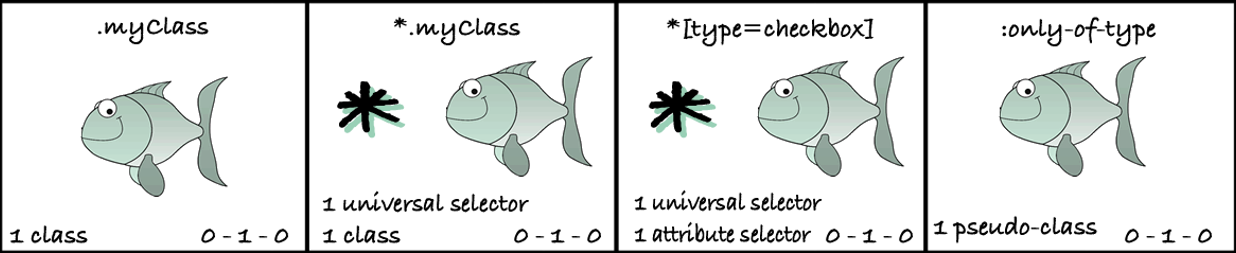 .myClass
1 class 0 - 1 - 0
*.myClass
1 universal selector
1 class 0 - 1 - 0
*[type=checkbox]
1 universal selector
1 attribute selector 0 - 1 - 0
:only-of-type
1 pseudo-class 0 - 1 - 0